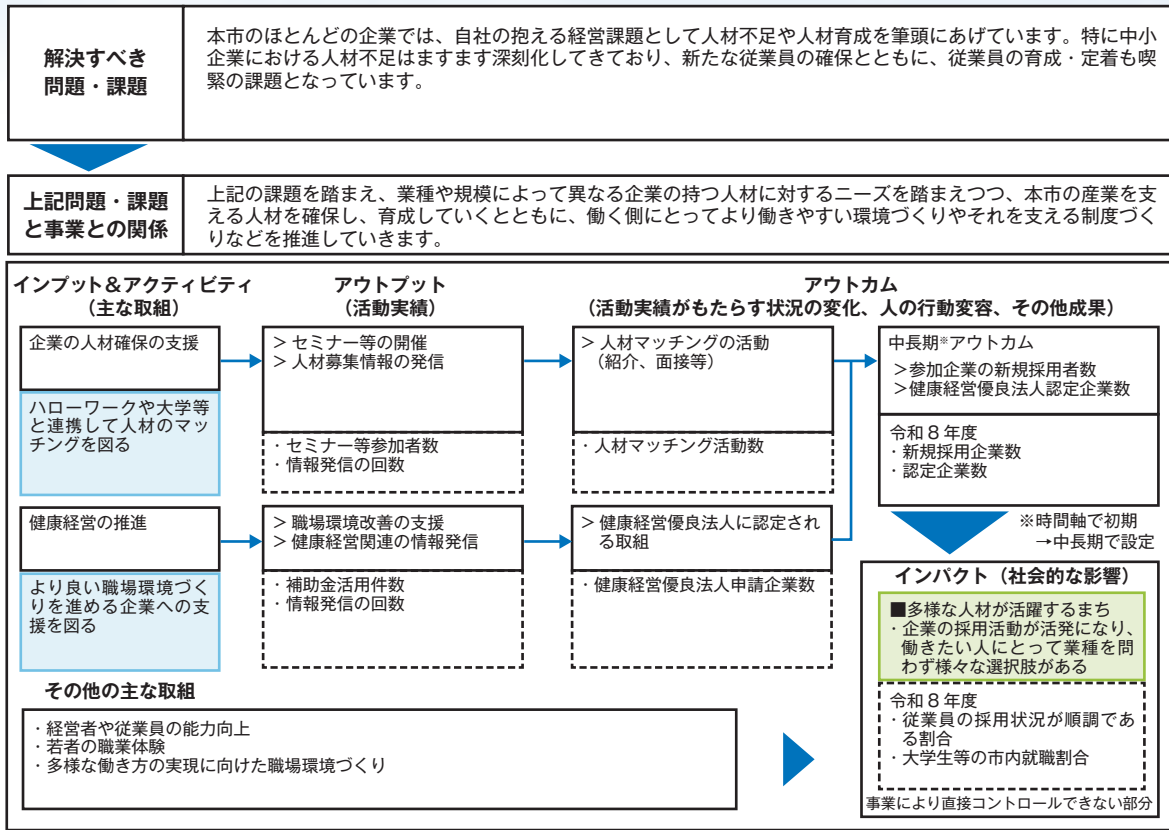 解決すべき
問題・課題
本市のほとんどの企業では、自社の抱える経営課題として人材不足や人材育成を筆頭にあげています。特に中小
企業における人材不足はますます深刻化してきており、新たな従業員の確保とともに、従業員の育成・定着も喫
緊の課題となっています。
上記問題・課題
と事業との関係
上記の課題を踏まえ、業種や規模によって異なる企業の持つ人材に対するニーズを踏まえつつ、本市の産業を支
える人材を確保し、育成していくとともに、働く側にとってより働きやすい環境づくりやそれを支える制度づく
りなどを推進していきます。
インプット&アクティビティ
(主な取組)
アウトプット
(活動実績)
アウトカム
(活動実績がもたらす状況の変化、人の行動変容、その他成果)
企業の人材確保の支援
ハローワークや大学等
と連携して人材のマッ
チングを図る
> セミナー等の開催
> 人材募集情報の発信
・セミナー等参加者数
・情報発信の回数
> 人材マッチングの活動
(紹介、面接等)
・人材マッチング活動数
中長期※アウトカム
>参加企業の新規採用者数
>健康経営優良法人認定企業数
令和8年度
・新規採用企業数
・認定企業数
健康経営の推進
より良い職場環境づく
りを進める企業への支
援を図る
> 職場環境改善の支援
> 健康経営関連の情報発信
・補助金活用件数
・情報発信の回数
> 健康経営優良法人に認定され
る取組
・健康経営優良法人申請企業数
※時間軸で初期
→中長期で設定
インパクト(社会的な影響)
■多様な人材が活躍するまち
・企業の採用活動が活発になり、
働きたい人にとって業種を問
わず様々な選択肢がある
令和8年度
・従業員の採用状況が順調であ
る割合
・大学生等の市内就職割合
事業により直接コントロールできない部分
その他の主な取組
・経営者や従業員の能力向上
・若者の職業体験
・多様な働き方の実現に向けた職場環境づくり